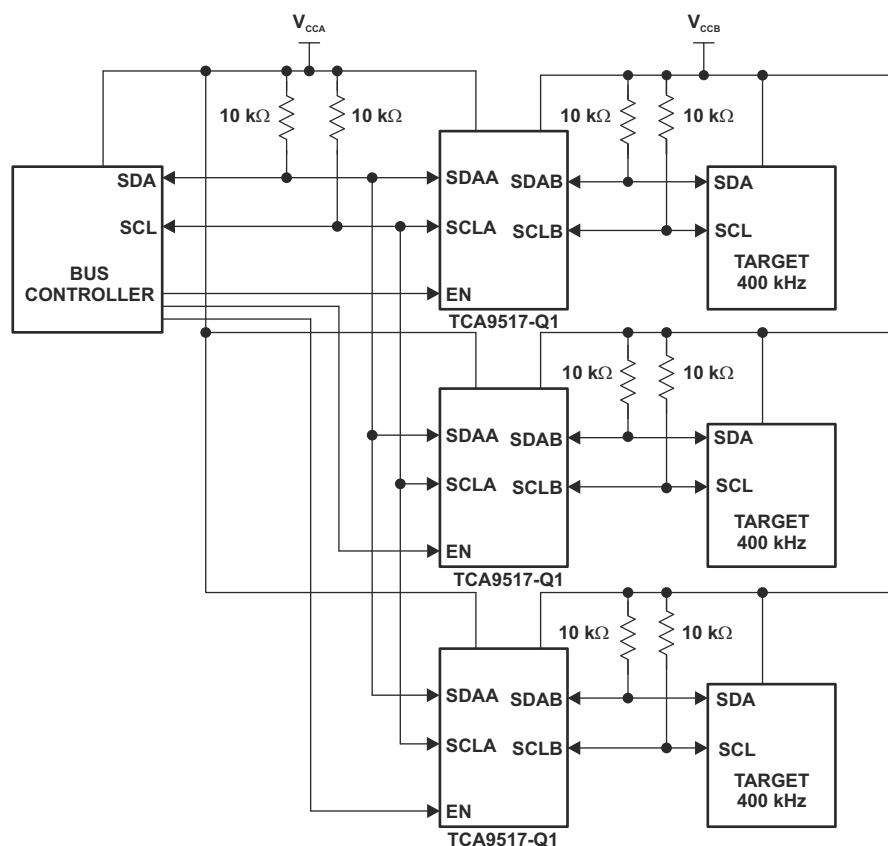 VCCA
VCCB
10 kΩ
10 kΩ
10 kΩ
10 kΩ
SDA
SCL
BUS
CONTROLLER
SDAA
SCLA
EN
SDAB
SCLB
TCA9517-Q1
SDA
SCL
TARGET
400 kHz
10 kΩ
10 kΩ
SDAA
SCLA
EN
SDAB
SCLB
TCA9517-Q1
SDA
SCL
TARGET
400 kHz
10 kΩ
10 kΩ
SDAA
SCLA
EN
SDAB
SCLB
TCA9517-Q1
SDA
SCL
TARGET
400 kHz